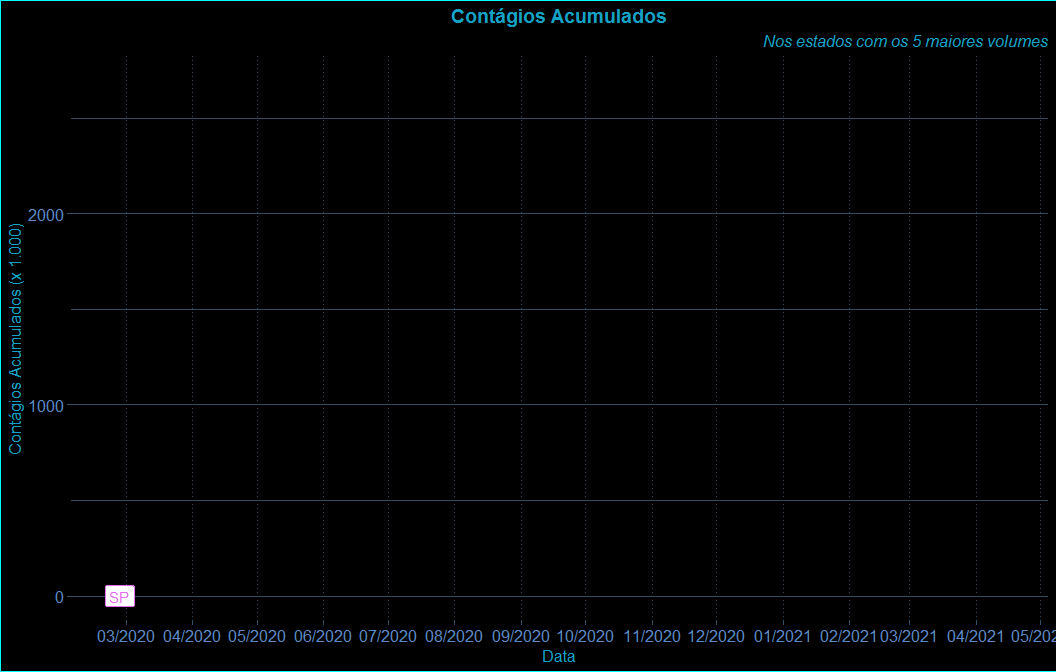 Contágios Acumulados
Nos estados com os 5 maiores volumes
Contágios Acumulados (x 1.000)
2000
1000
0
SP
03/2020 04/2020 05/2020 06/2020 07/2020 08/2020 09/2020 10/2020 11/2020 12/2020 01/2021 02/2021 03/2021 04/2021 05/202
Data